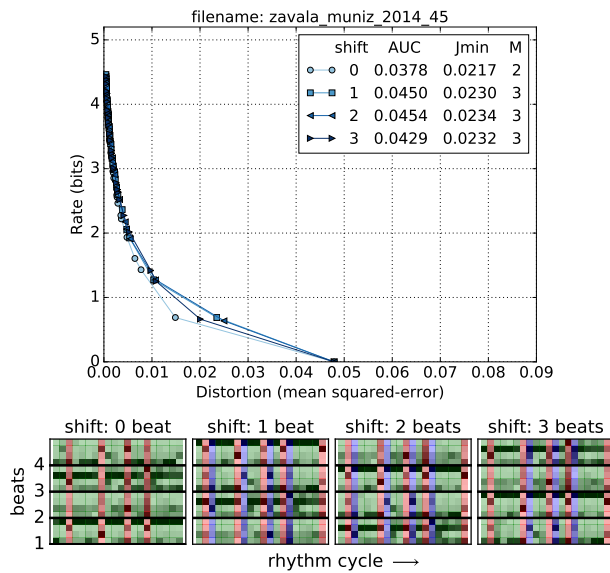 filename: zavala_muniz_2014_45
shift AUC Jmin M
0 0.0378 0.0217 2
1 0.0450 0.0230 3
2 0.0454 0.0234 3
3 0.0429 0.0232 3
Rate (bits)
5
4
3
2
1
0
0.00 0.01 0.02 0.03 0.04 0.05 0.06 0.07 0.08 0.09
Distortion (mean squared-error)
shift: 0 beat shift: 1 beat shift: 2 beats shift: 3 beats
beats
4
3
2
1
rhythm cycle →